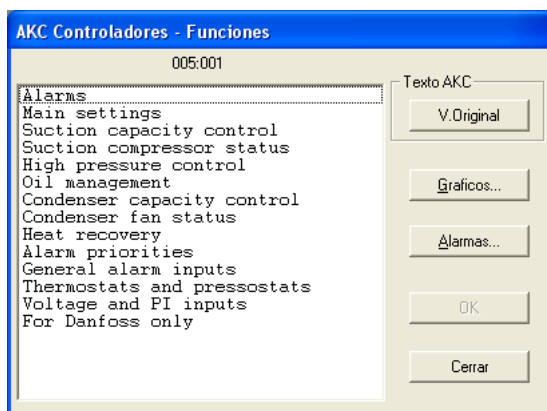 AKC Controladores - Funciones
005:001
Alarms
Main settings
Suction capacity control
Suction compressor status
High pressure control
Oil management
Condenser capacity control
Condenser fan status
Heat recovery
Alarm priorities
General alarm inputs
Thermostats and pressostats
Voltage and PI inputs
For Danfoss only
Texto AKC
V.Original
Graficos...
Alarmas...
OK
Cerrar